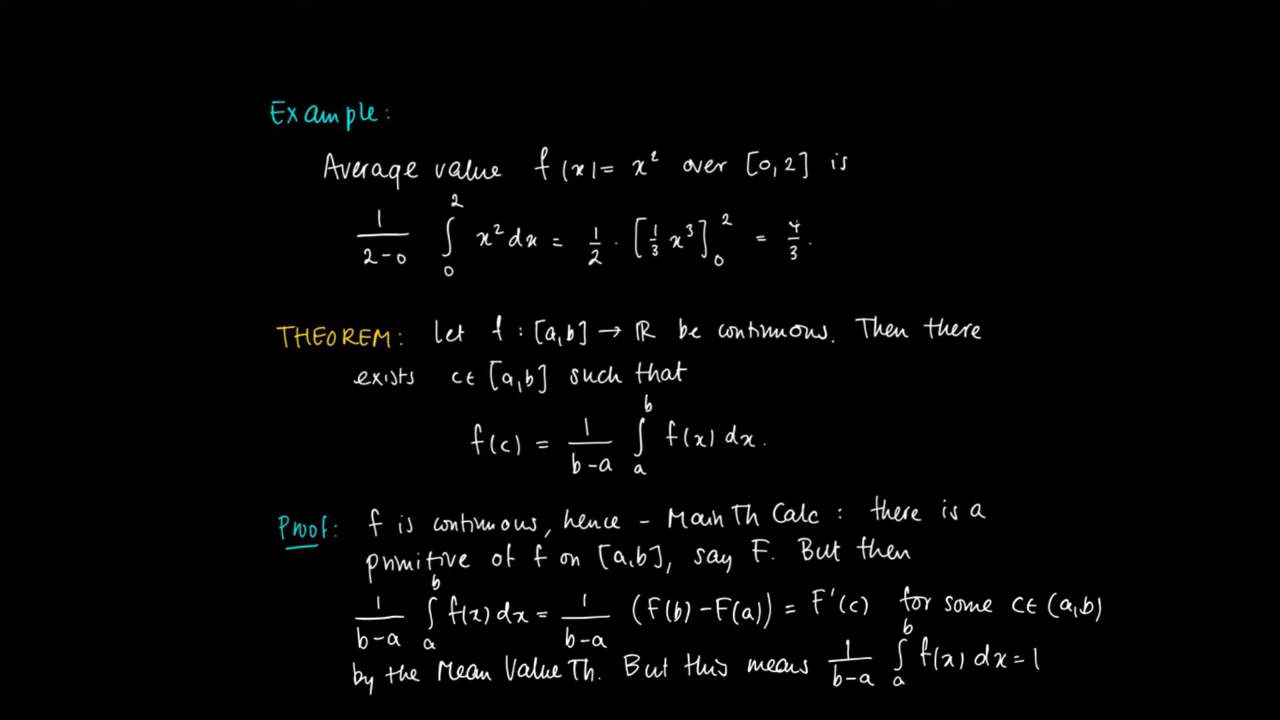 Example:
Average value f(x) = x² over [0,2] is
1/(2-0) ∫₀² x² dx = 1/2 · [1/3 x³]₀² = 4/3.
THEOREM: Let f : [a,b] → ℝ be continuous. Then there
exists c ∈ [a,b] such that
f(c) = 1/(b-a) ∫ₐᵇ f(x) dx.
Proof: f is continuous, hence - Main Th Calc : there is a
primitive of f on [a,b], say F. But then
1/(b-a) ∫ₐᵇ f(x) dx = 1/(b-a) (F(b) - F(a)) = F'(c) for some c ∈ (a,b)
by the Mean Value Th. But this means 1/(b-a) ∫ₐᵇ f(x) dx = 1